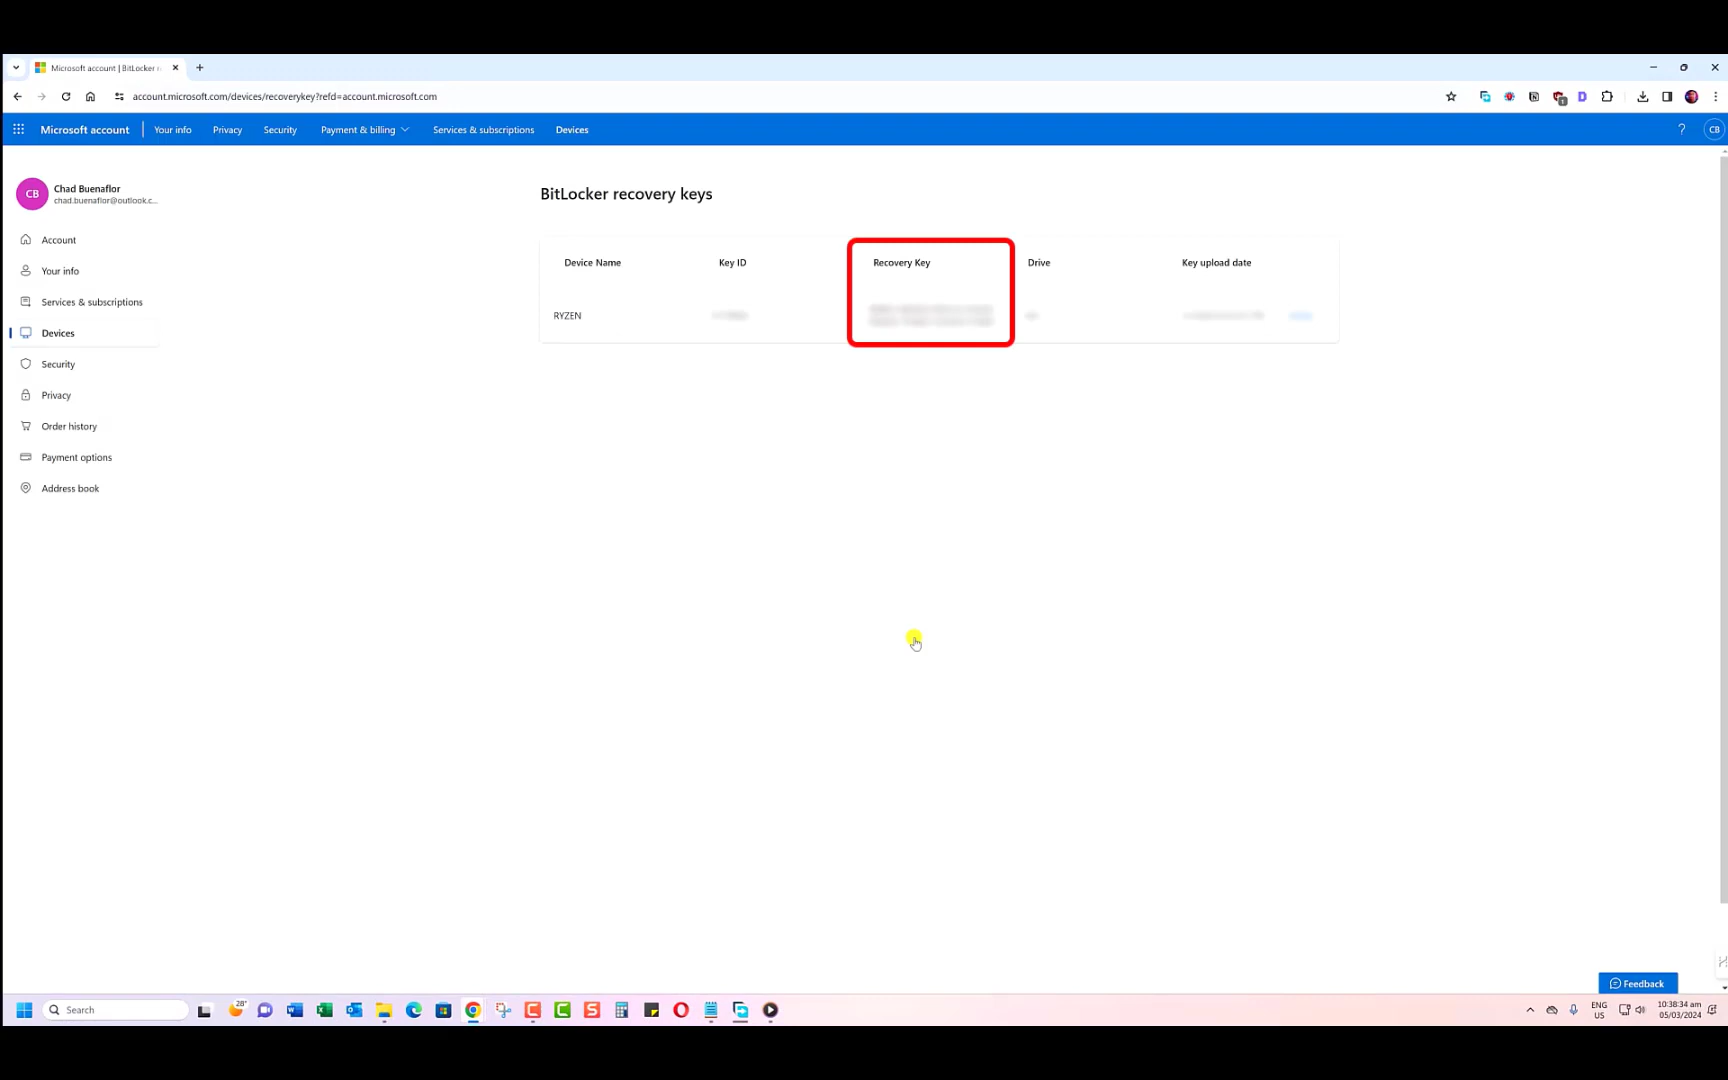 Microsoft account | BitLocker r
account.microsoft.com/devices/recoverykey?refd=account.microsoft.com
1
Microsoft account Your info Privacy Security Payment & billing Services & subscriptions Devices ? CB
CB Chad Buenaflor
chad.buenaflor@outlook.c...
Account
Your info
Services & subscriptions
Devices
Security
Privacy
Order history
Payment options
Address book
BitLocker recovery keys
Device Name Key ID Recovery Key Drive Key upload date
RYZEN
Feedback
Search
28°
ENG
US
10:38:34 am
05/03/2024